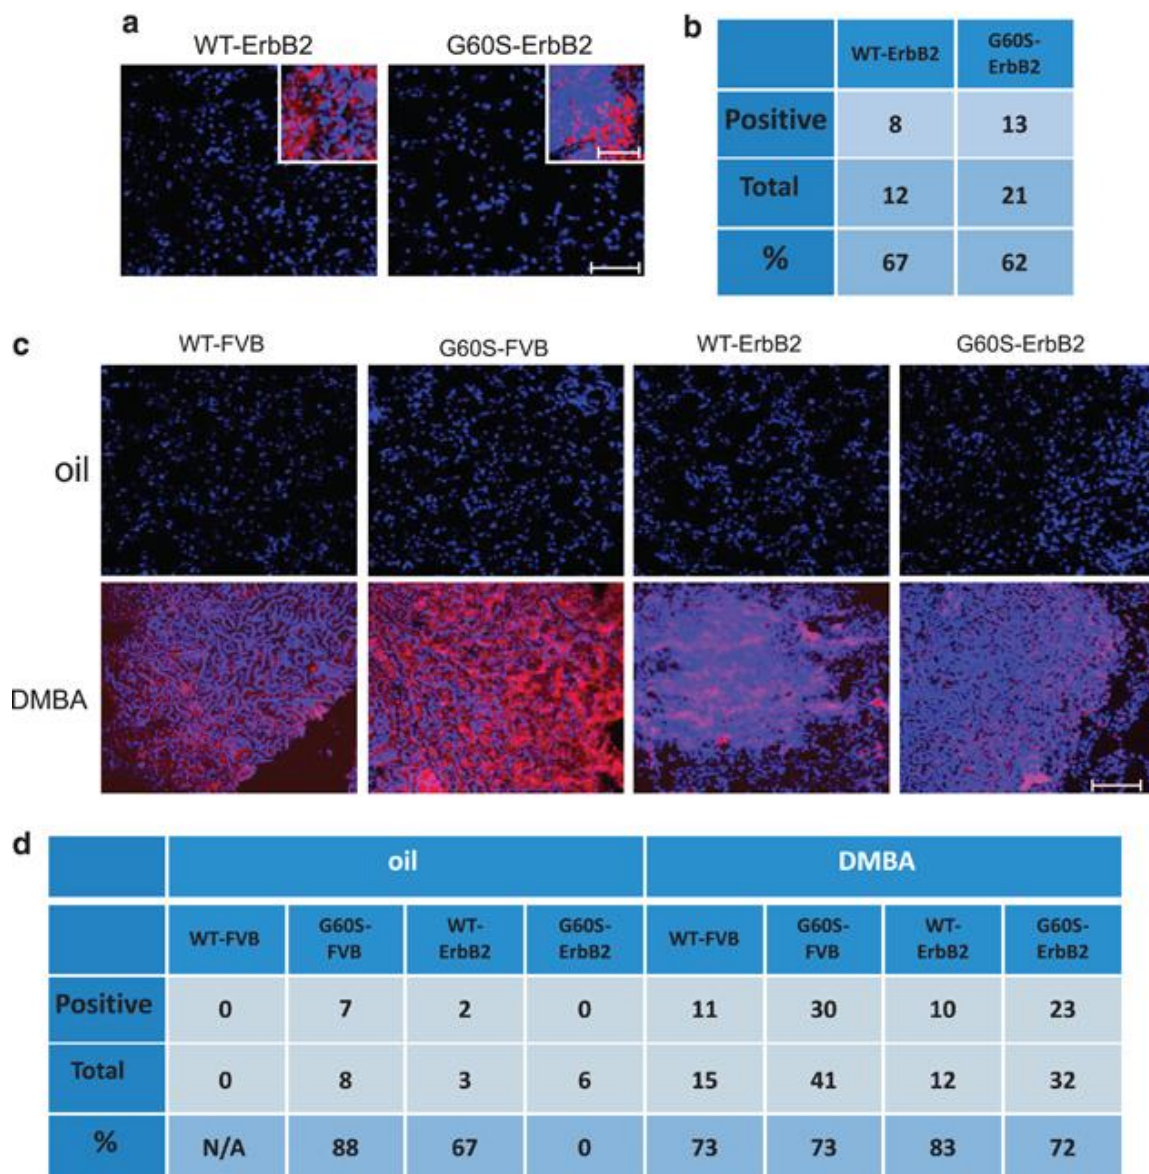 a
WT-ErbB2 G60S-ErbB2
b
WT-ErbB2 G60S-
ErbB2
Positive 8 13
Total 12 21
% 67 62
c
WT-FVB G60S-FVB WT-ErbB2 G60S-ErbB2
oil
DMBA
d
oil DMBA
WT-FVB G60S- WT- G60S- WT-FVB G60S- WT- G60S-
FVB ErbB2 ErbB2 FVB ErbB2 ErbB2
Positive 0 7 2 0 11 30 10 23
Total 0 8 3 6 15 41 12 32
% N/A 88 67 0 73 73 83 72